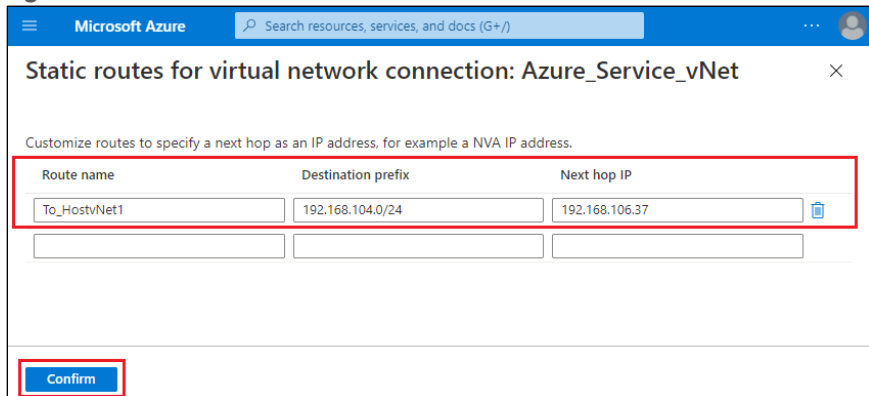 Microsoft Azure
Search resources, services, and docs (G+/)
...
Static routes for virtual network connection: Azure_Service_vNet
Customize routes to specify a next hop as an IP address, for example a NVA IP address.
Route name Destination prefix Next hop IP
To_HostvNet1 192.168.104.0/24 192.168.106.37
Confirm